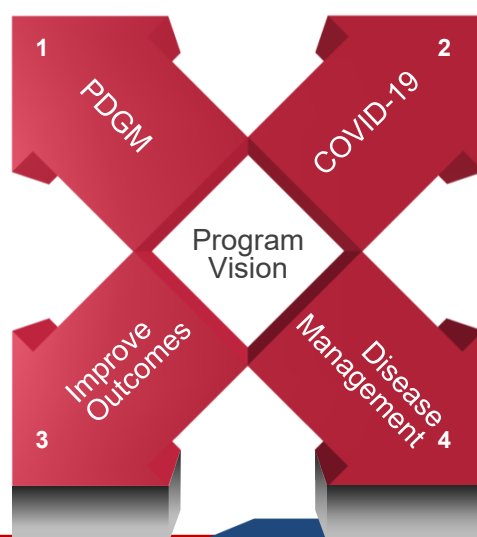 1
PDGM
2
COVID-19
Program
Vision
3
Improve
Outcomes
Disease
Management
4